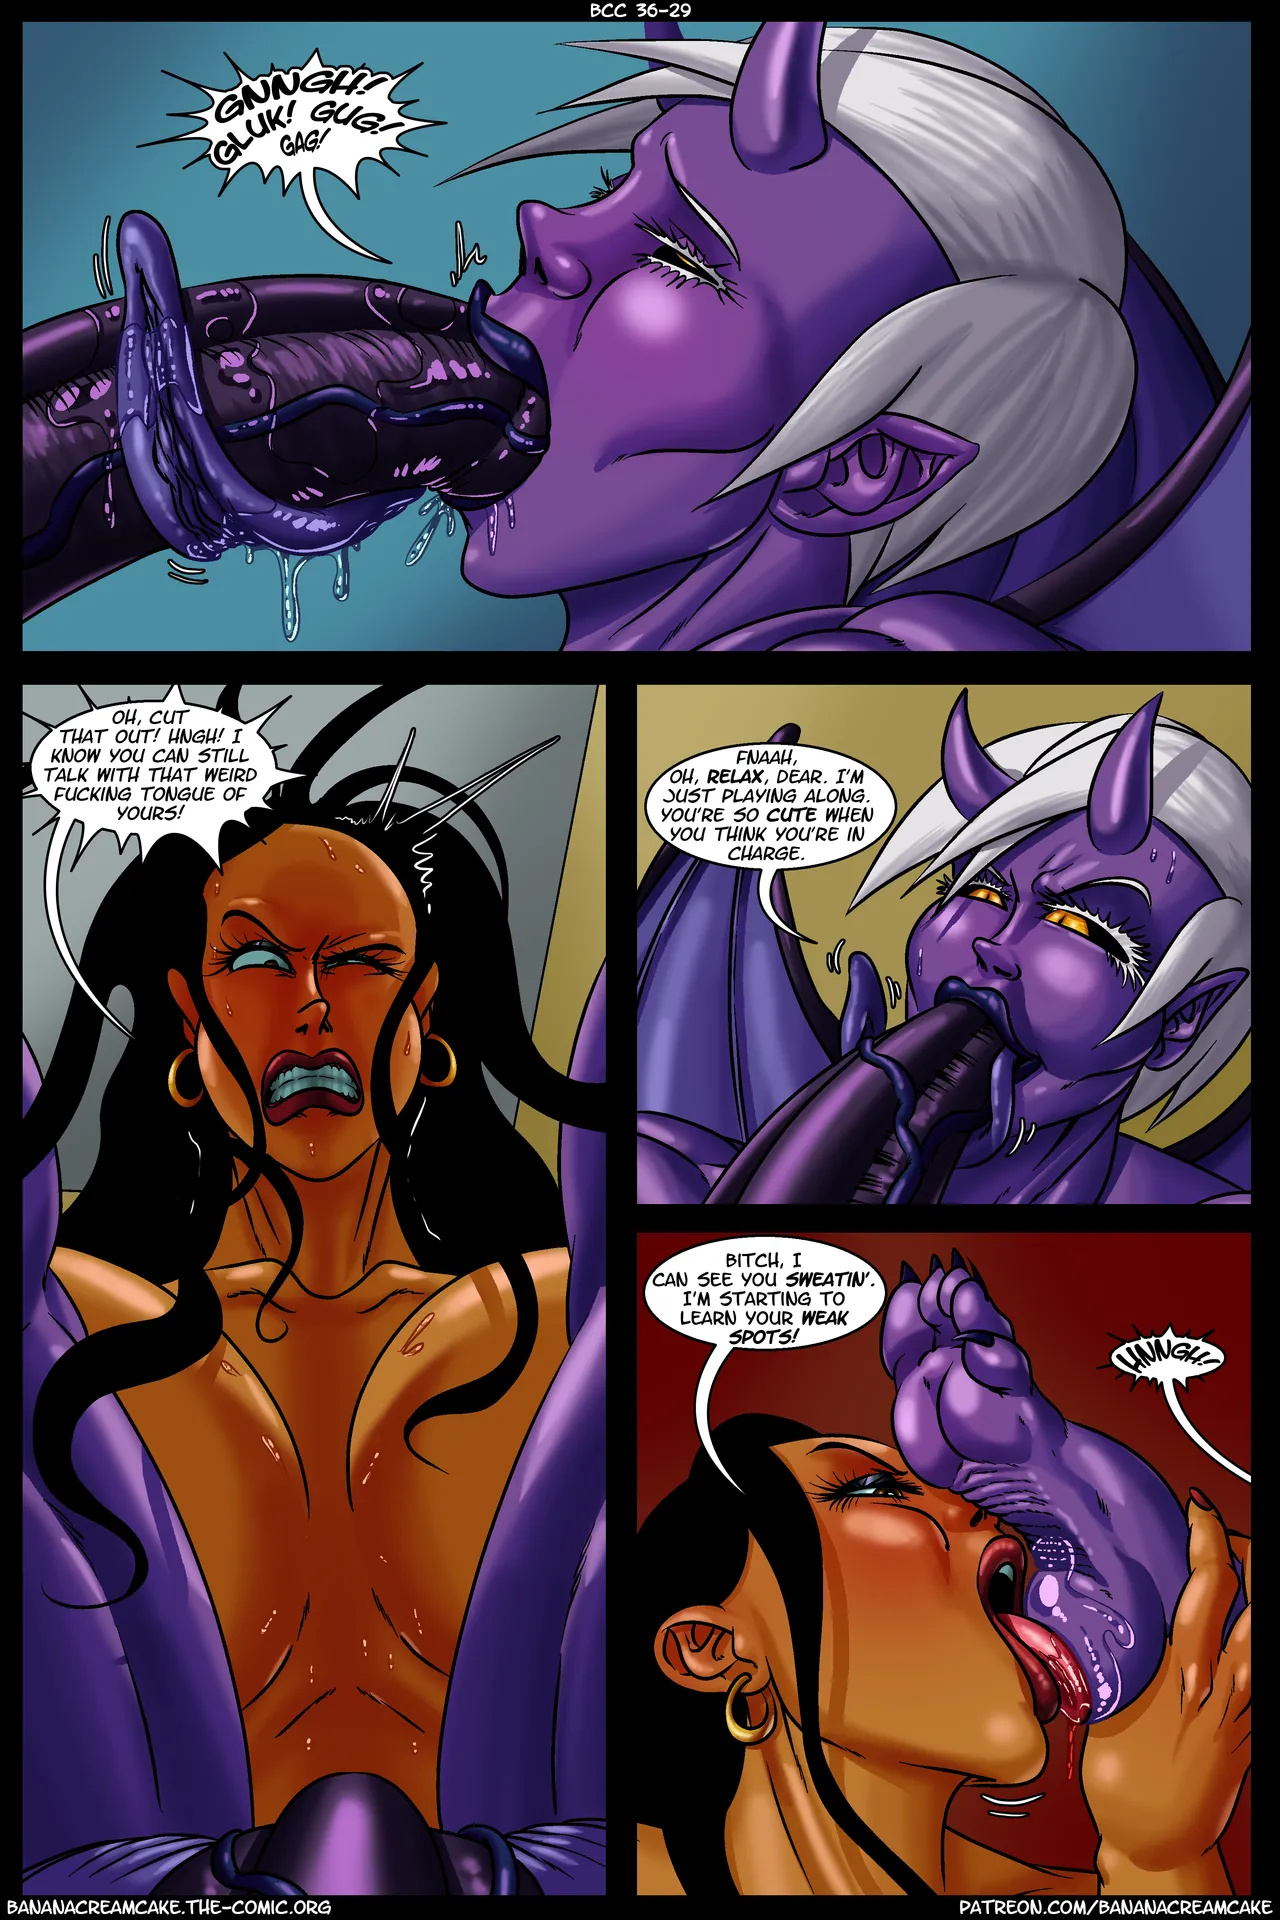 BCC 36-29
GNNGH!
GLUK! GUG!
GAG!
OH, CUT
THAT OUT! HNGH! I
KNOW YOU CAN STILL
TALK WITH THAT WEIRD
FUCKING TONGUE OF
YOURS!
FNAAH,
OH, RELAX, DEAR. I'M
JUST PLAYING ALONG.
YOU'RE SO CUTE WHEN
YOU THINK YOU'RE IN
CHARGE.
BITCH, I
CAN SEE YOU SWEATIN'.
I'M STARTING TO
LEARN YOUR WEAK
SPOTS!
HNNGH!
BANANACREAMCAKE.THE-COMIC.ORG
PATREON.COM/BANANACREAMCAKE